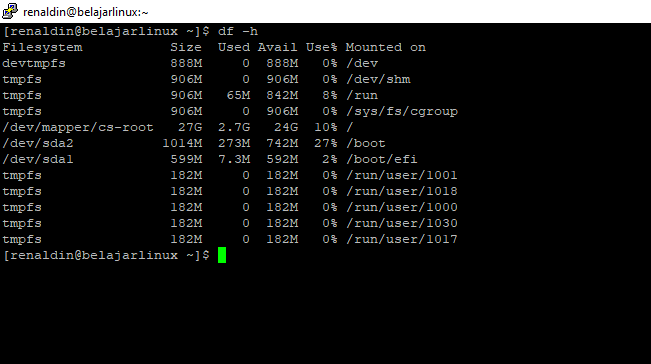 renaldin@belajarlinux:~
[renaldin@belajarlinux ~]$ df -h
Filesystem           Size  Used Avail Use% Mounted on
devtmpfs             888M     0  888M   0% /dev
tmpfs                906M     0  906M   0% /dev/shm
tmpfs                906M   65M  842M   8% /run
tmpfs                906M     0  906M   0% /sys/fs/cgroup
/dev/mapper/cs-root   27G  2.7G   24G  10% /
/dev/sda2           1014M  273M  742M  27% /boot
/dev/sda1            599M  7.3M  592M   2% /boot/efi
tmpfs                182M     0  182M   0% /run/user/1001
tmpfs                182M     0  182M   0% /run/user/1018
tmpfs                182M     0  182M   0% /run/user/1000
tmpfs                182M     0  182M   0% /run/user/1030
tmpfs                182M     0  182M   0% /run/user/1017
[renaldin@belajarlinux ~]$